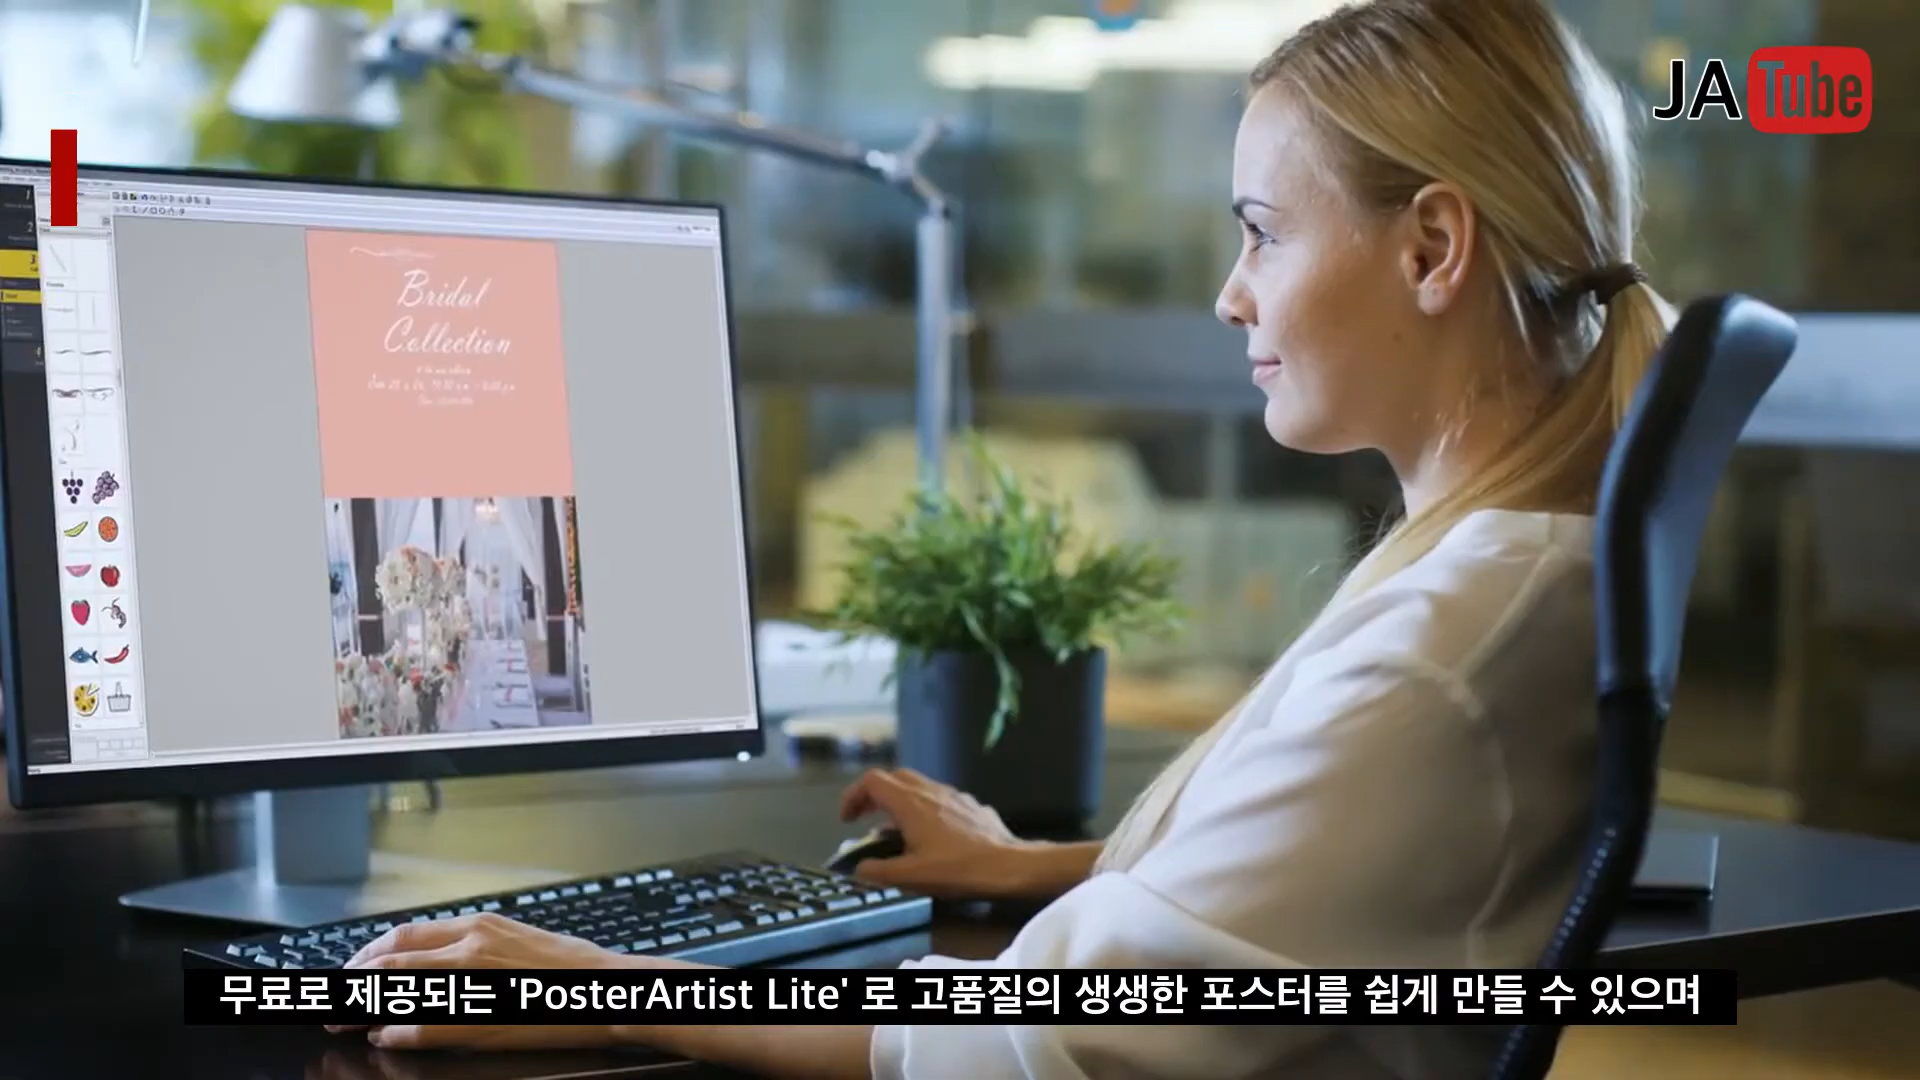 JA Tube
Bridal
Collection
무료로 제공되는 'PosterArtist Lite' 로 고품질의 생생한 포스터를 쉽게 만들 수 있으며